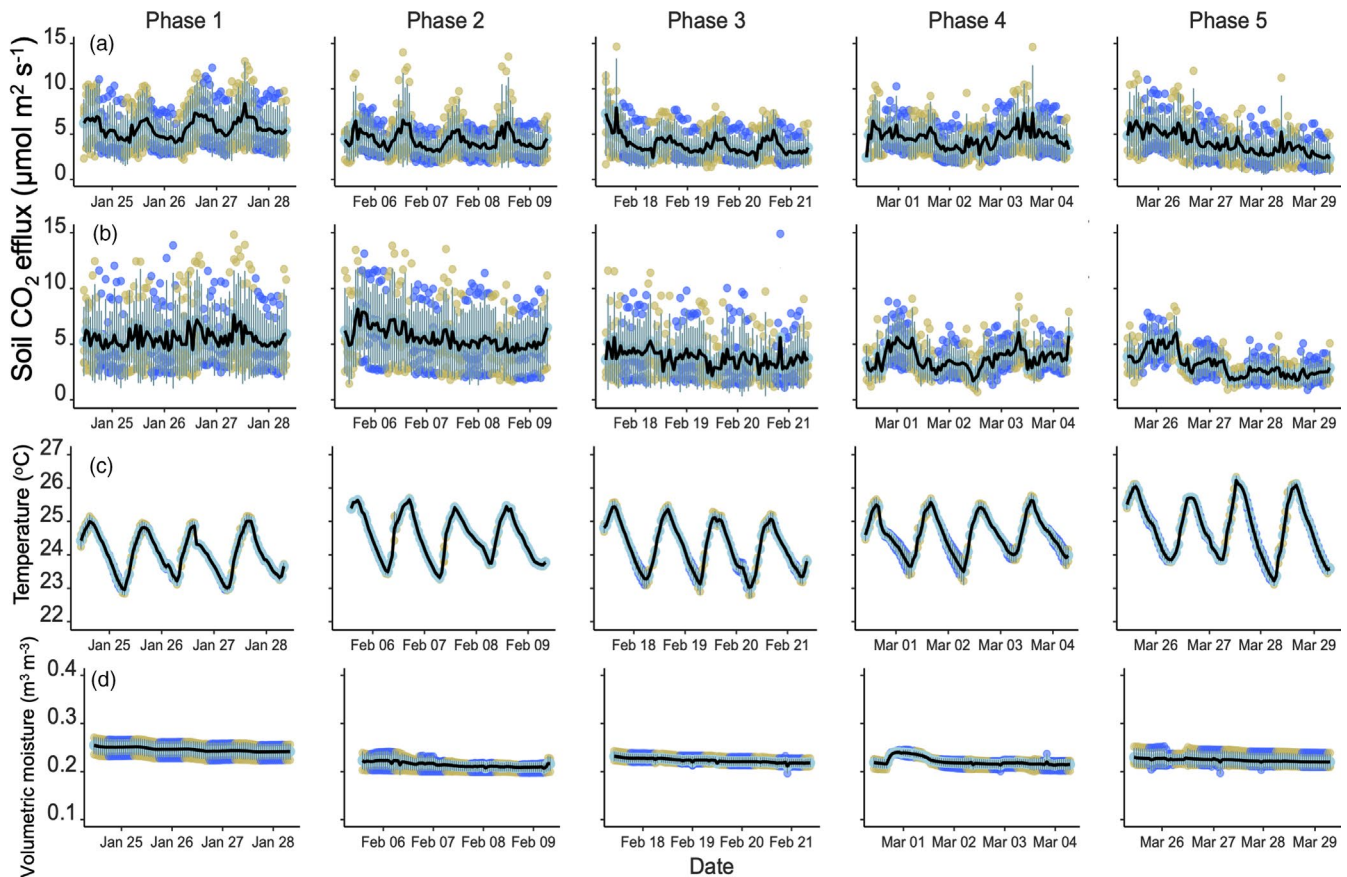 Phase 1 Phase 2 Phase 3 Phase 4 Phase 5
Soil CO2 efflux (µmol m² s⁻¹)
(a)
15
10
5
0
Jan 25 Jan 26 Jan 27 Jan 28
Feb 06 Feb 07 Feb 08 Feb 09
Feb 18 Feb 19 Feb 20 Feb 21
Mar 01 Mar 02 Mar 03 Mar 04
Mar 26 Mar 27 Mar 28 Mar 29
(b)
15
10
5
0
Jan 25 Jan 26 Jan 27 Jan 28
Feb 06 Feb 07 Feb 08 Feb 09
Feb 18 Feb 19 Feb 20 Feb 21
Mar 01 Mar 02 Mar 03 Mar 04
Mar 26 Mar 27 Mar 28 Mar 29
Temperature (ºC)
(c)
27
26
25
24
23
22
Jan 25 Jan 26 Jan 27 Jan 28
Feb 06 Feb 07 Feb 08 Feb 09
Feb 18 Feb 19 Feb 20 Feb 21
Mar 01 Mar 02 Mar 03 Mar 04
Mar 26 Mar 27 Mar 28 Mar 29
Volumetric moisture (m³ m⁻³)
(d)
0.4
0.3
0.2
0.1
Jan 25 Jan 26 Jan 27 Jan 28
Feb 06 Feb 07 Feb 08 Feb 09
Feb 18 Feb 19 Feb 20 Feb 21
Mar 01 Mar 02 Mar 03 Mar 04
Mar 26 Mar 27 Mar 28 Mar 29
Date